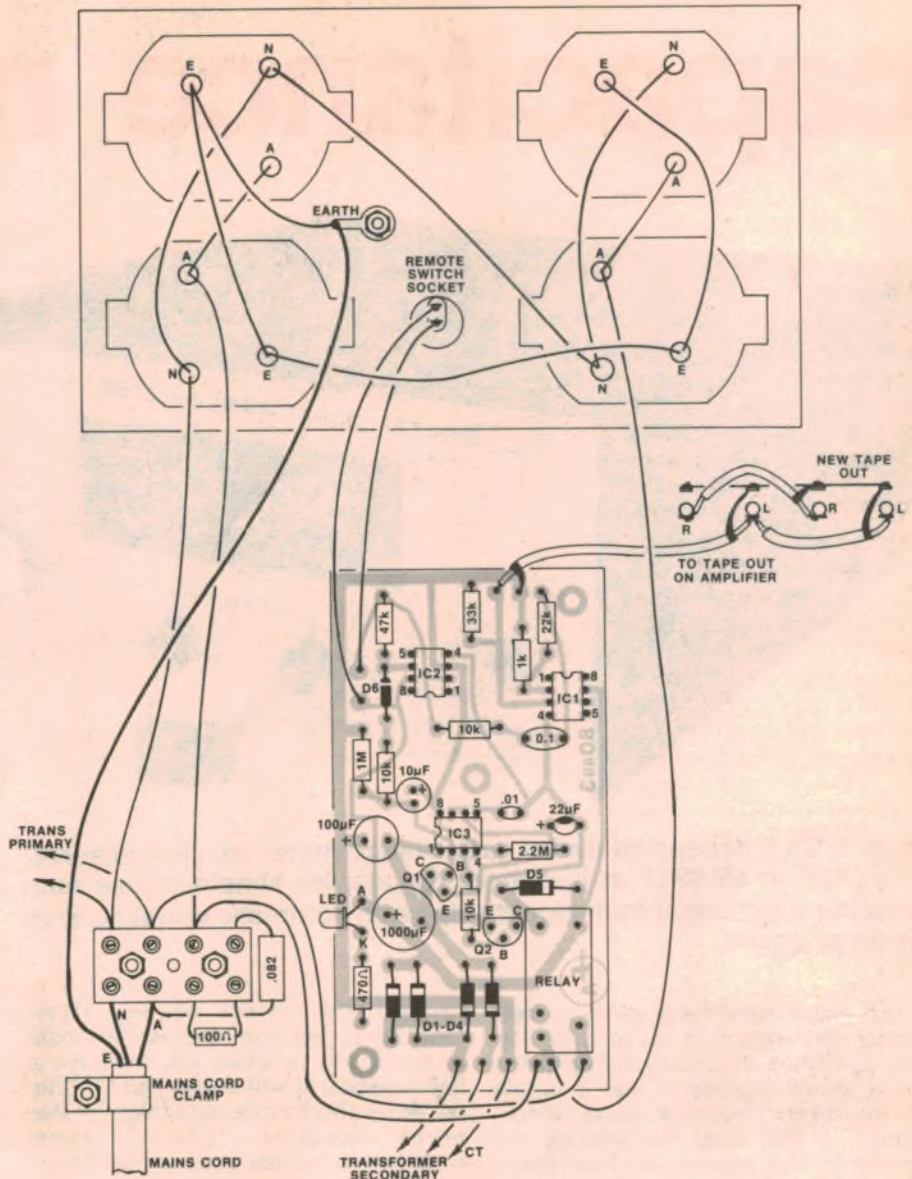 E
N
A
E
N
A
EARTH
REMOTE
SWITCH
SOCKET
A
N
E
A
N
E
NEW TAPE
OUT
R
L
R
L
TO TAPE OUT
ON AMPLIFIER
47k
33k
22k
1k
5
4
IC2
8
1
D6
1
8
IC1
4
5
10k
0.1
1M
10k
10µF
+
8
5
.01
22µF
+
100µF
+
IC3
1
4
2.2M
TRANS
PRIMARY
C
B
Q1
E
D5
LED
A
K
+
1000µF
10k
E
C
Q2
B
RELAY
.082
470Ω
D1-D4
N
A
100Ω
E
MAINS CORD
CLAMP
MAINS CORD
TRANSFORMER
SECONDARY
CT